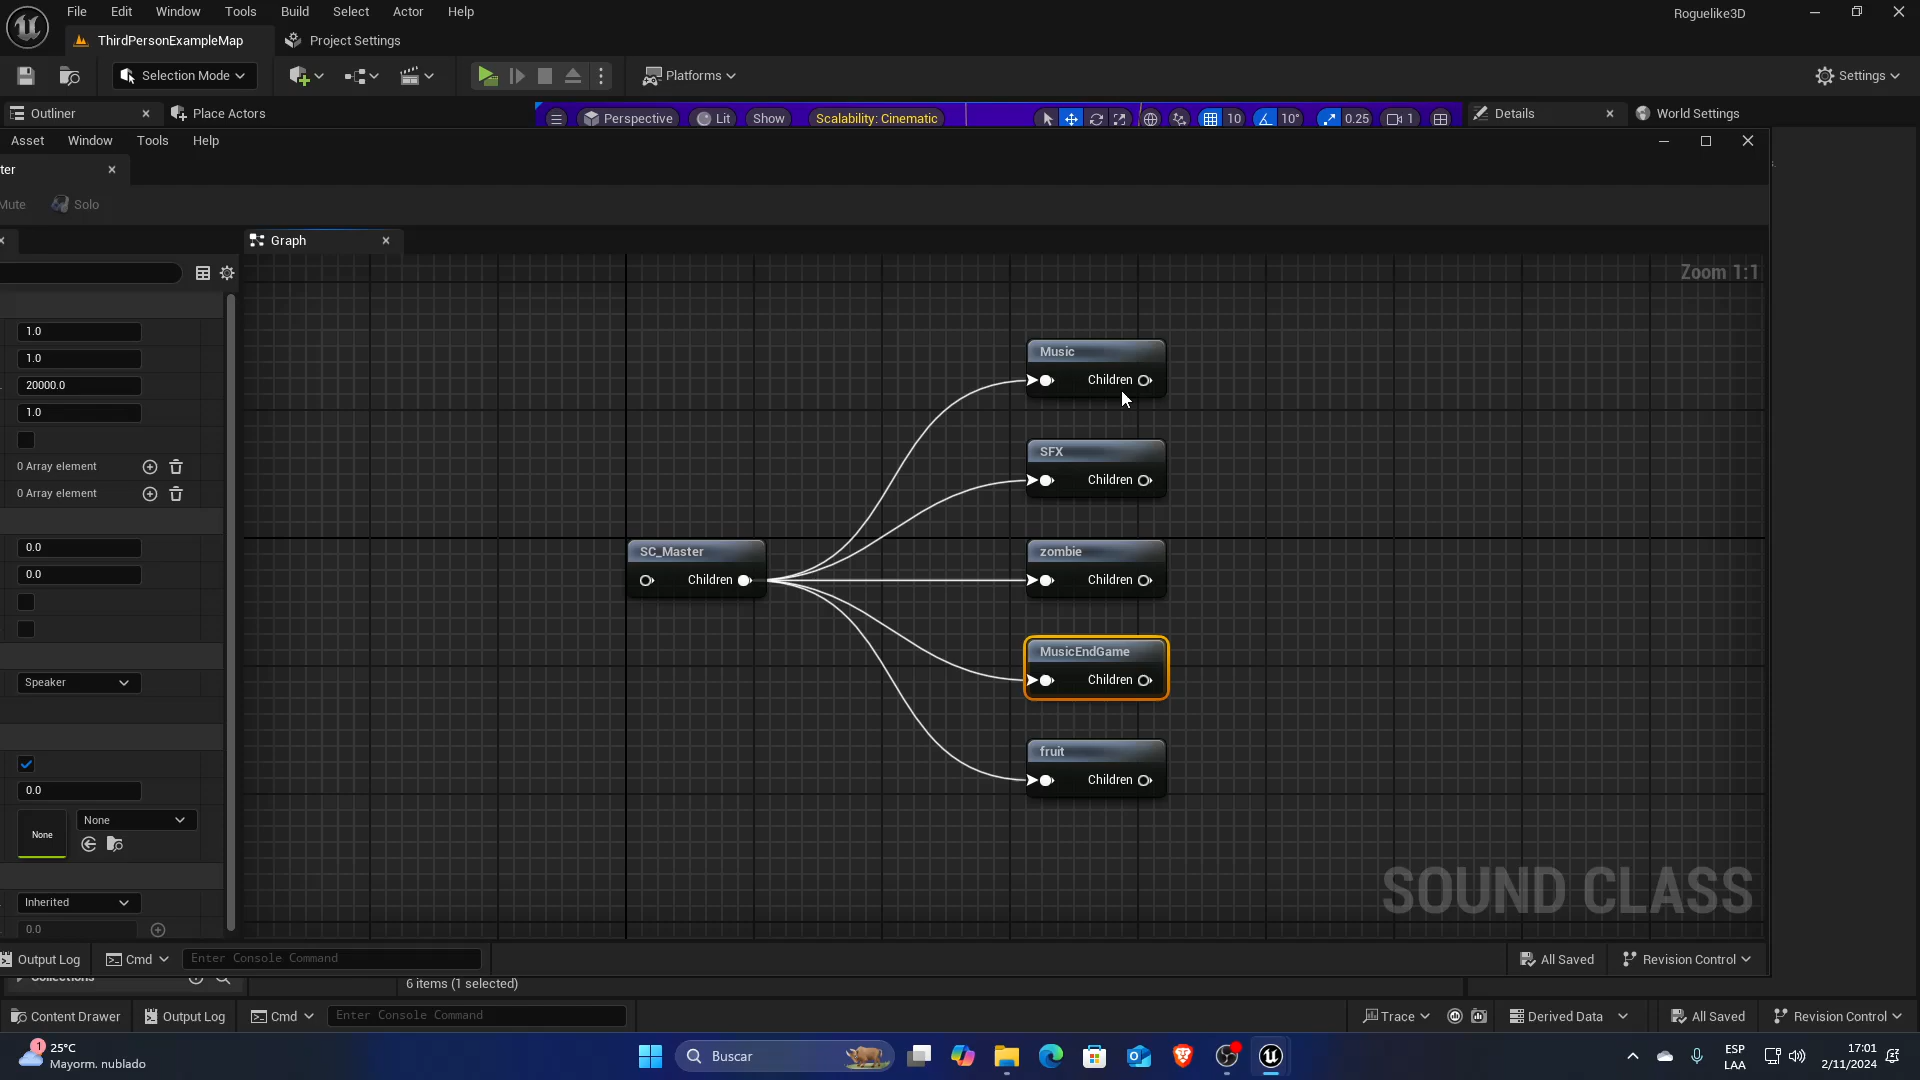 File Edit Window Tools Build Select Actor Help
Roguelike3D
ThirdPersonExampleMap
Project Settings
Selection Mode
Platforms
Settings
Outliner
Place Actors
Perspective
Lit
Show
Scalability: Cinematic
10
10°
0.25
1
Details
World Settings
Asset Window Tools Help
ter
Mute
Solo
Graph
Zoom 1:1
1.0
1.0
20000.0
1.0
0 Array element
0 Array element
0.0
0.0
Speaker
0.0
None
None
Inherited
0.0
Music
Children
SFX
Children
SC_Master
Children
zombie
Children
MusicEndGame
Children
fruit
Children
SOUND CLASS
Output Log
Cmd
Enter Console Command
All Saved
Revision Control
Collections
6 items (1 selected)
Content Drawer
Output Log
Cmd
Enter Console Command
Trace
Derived Data
All Saved
Revision Control
1
25°C
Mayorm. nublado
Buscar
ESP
LAA
17:01
2/11/2024